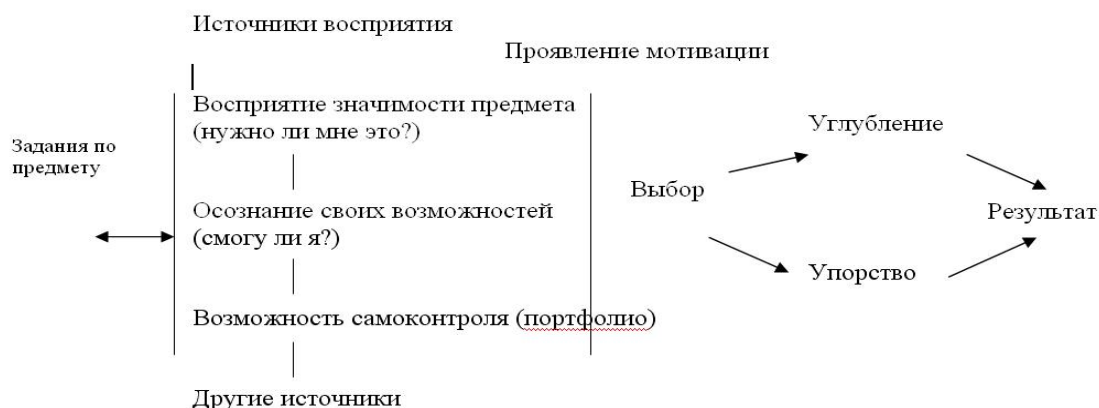 Источники восприятия
Проявление мотивации
Восприятие значимости предмета
(нужно ли мне это?)
Задания по
предмету
Осознание своих возможностей
(смогу ли я?)
Возможность самоконтроля (портфолио)
Другие источники
Выбор
Углубление
Упорство
Результат